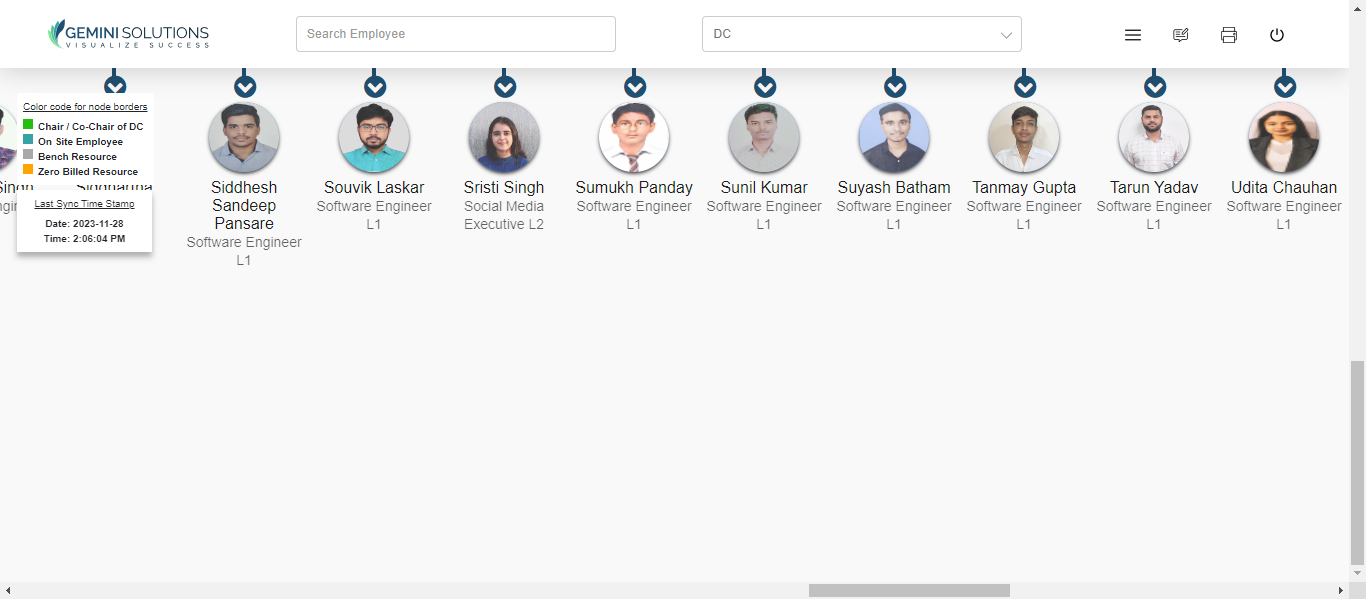 GEMINI SOLUTIONS
VISUALIZE SUCCESS
Search Employee
DC
Color code for node borders
Chair / Co-Chair of DC
On Site Employee
Bench Resource
Zero Billed Resource
Last Sync Time Stamp
Date: 2023-11-28
Time: 2:06:04 PM
Siddhesh
Sandeep
Pansare
Software Engineer
L1
Souvik Laskar
Software Engineer
L1
Sristi Singh
Social Media
Executive L2
Sumukh Panday
Software Engineer
L1
Sunil Kumar
Software Engineer
L1
Suyash Batham
Software Engineer
L1
Tanmay Gupta
Software Engineer
L1
Tarun Yadav
Software Engineer
L1
Udita Chauhan
Software Engineer
L1